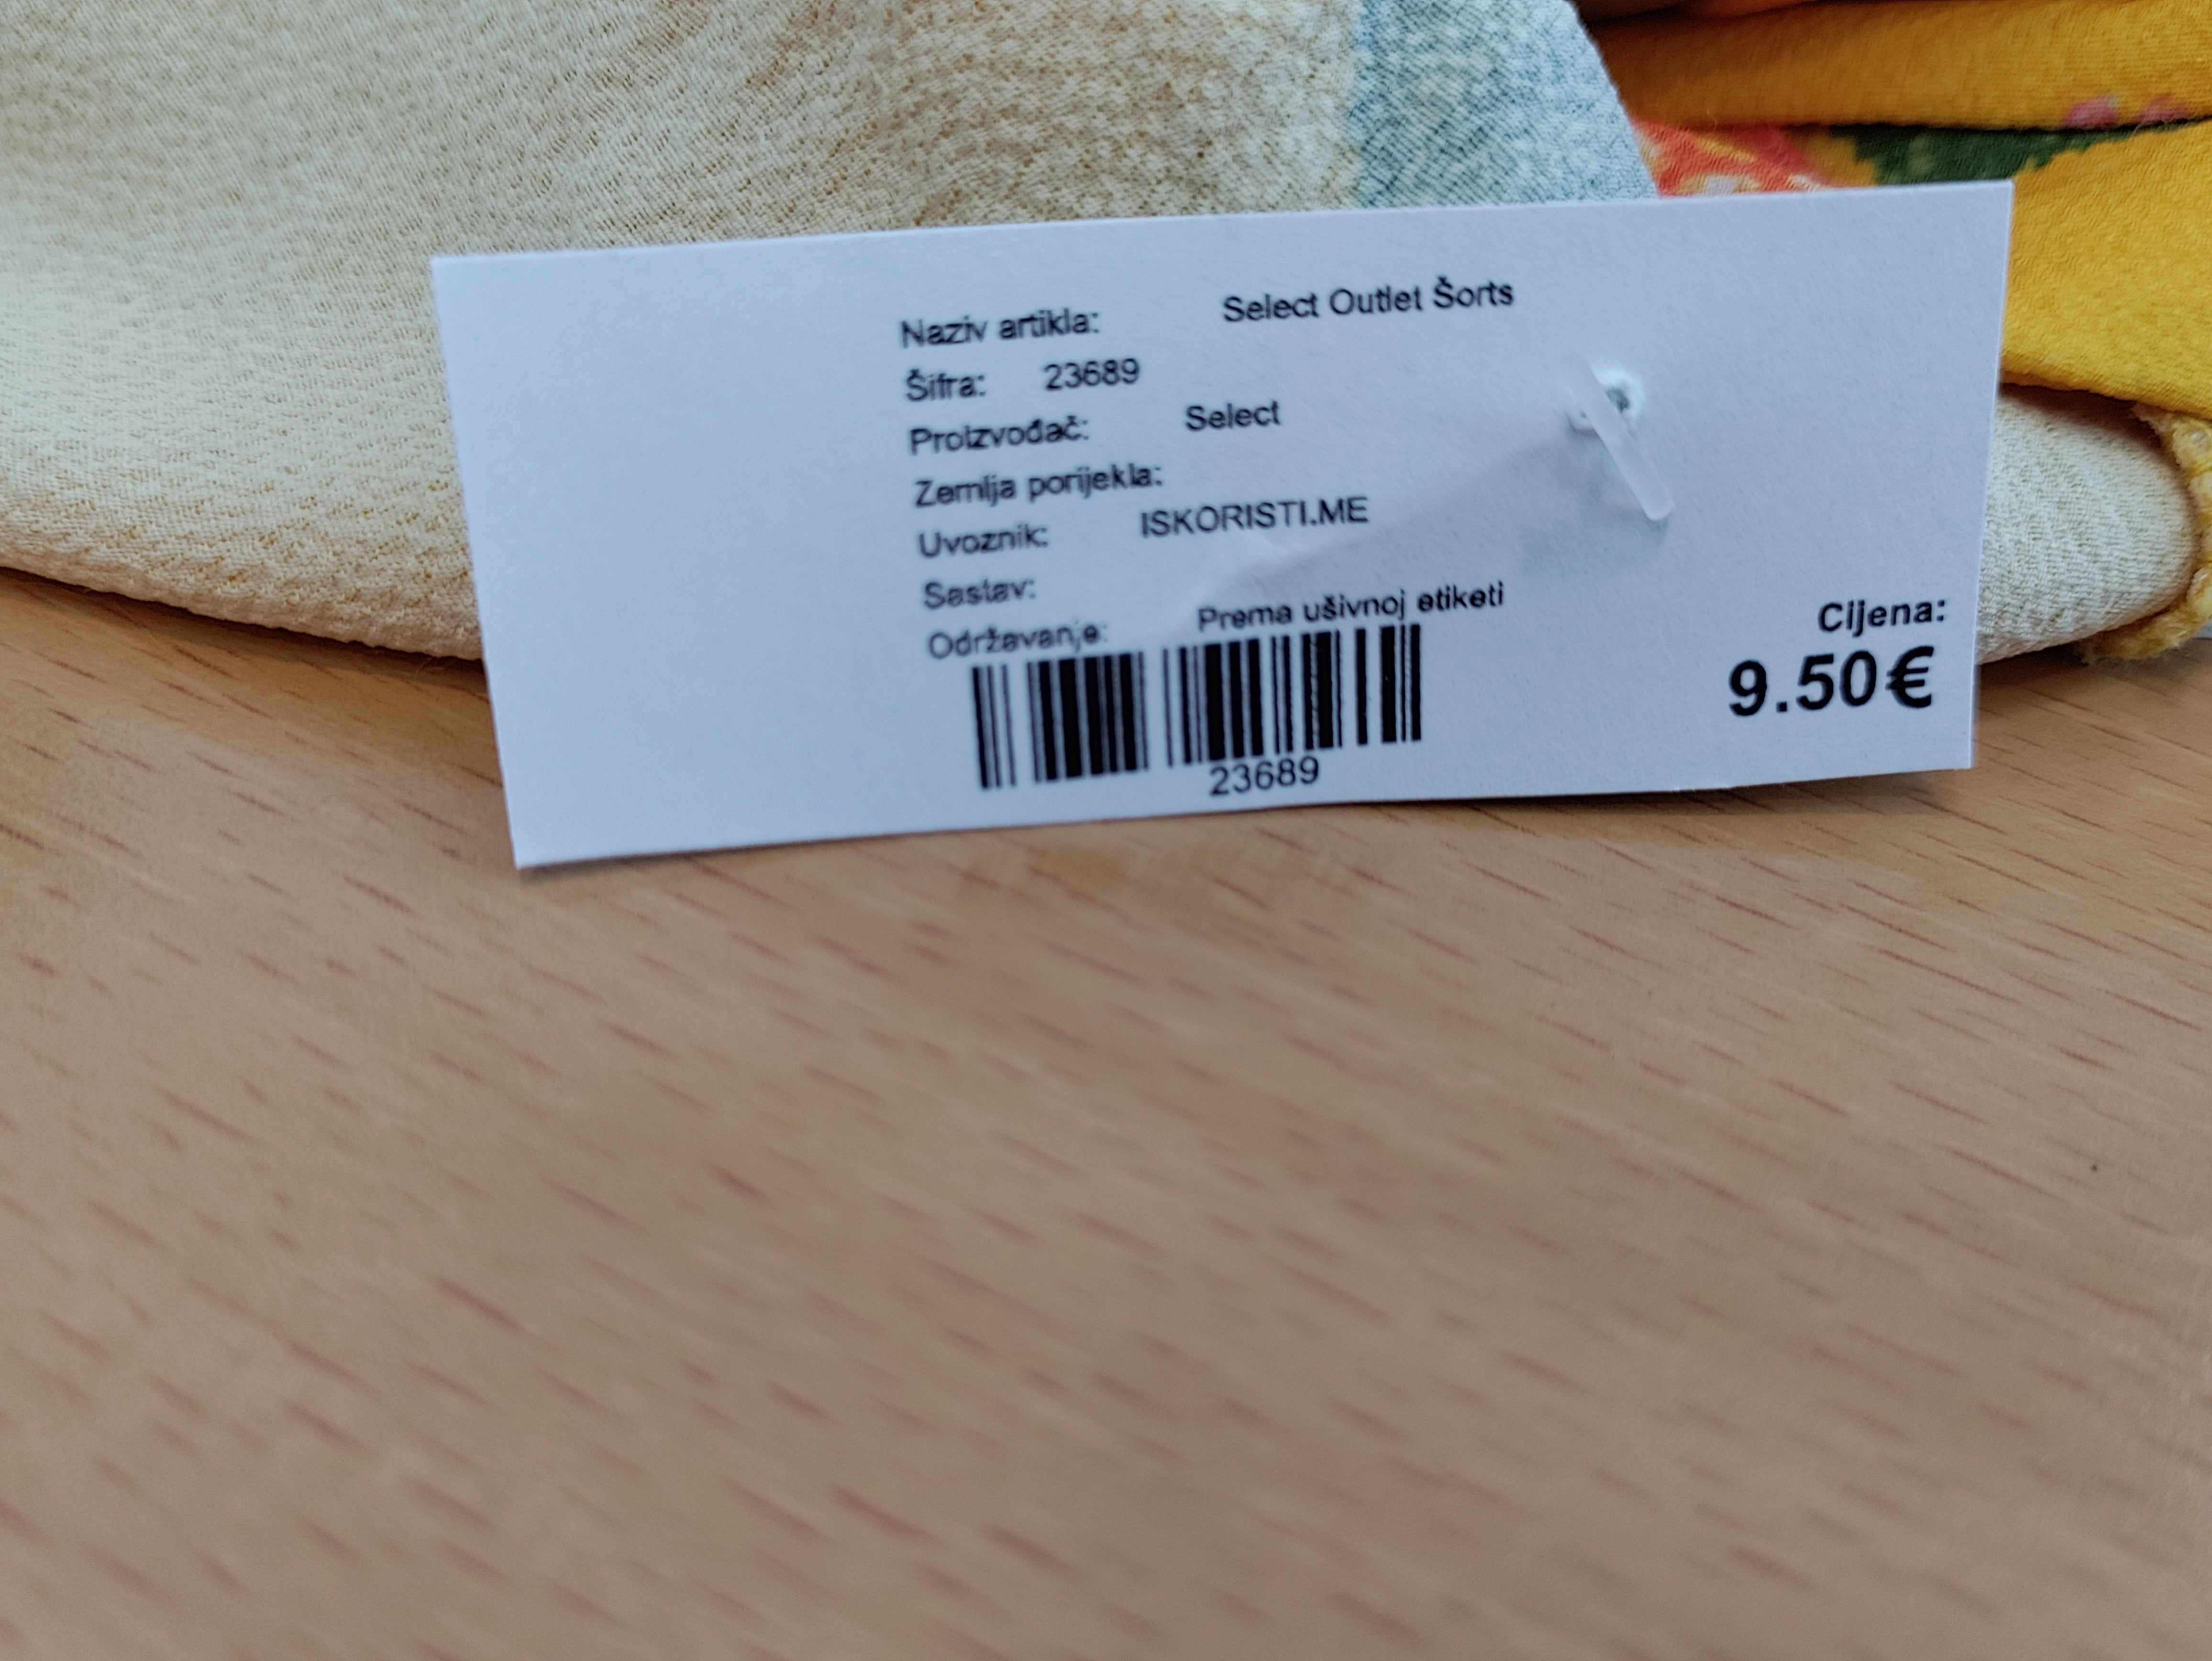 Naziv artikla: Select Outlet Šorts
Šifra: 23689
Proizvođač: Select
Zemlja porijekla:
Uvoznik: ISKORISTI.ME
Sastav:
Održavanje: Prema ušivnoj etiketi
23689
Cijena:
9.50€